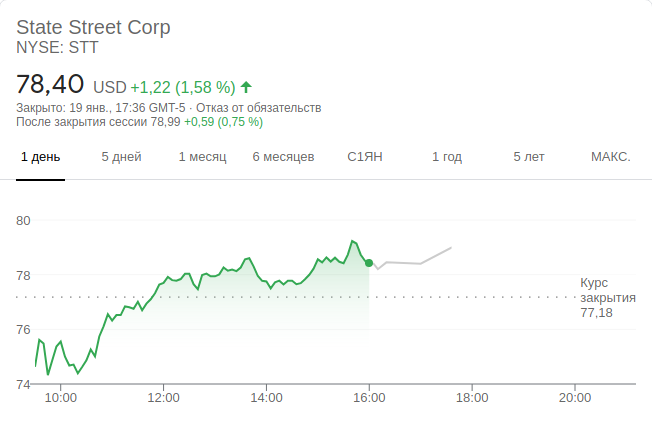 State Street Corp
NYSE: STT
78,40 USD +1,22 (1,58 %)
Закрыто: 19 янв., 17:36 GMT-5 · Отказ от обязательств
После закрытия сессии 78,99 +0,59 (0,75 %)
1 день 5 дней 1 месяц 6 месяцев С1ЯН 1 год 5 лет МАКС.
80
78
Курс
закрытия
77,18
76
74
10:00 12:00 14:00 16:00 18:00 20:00